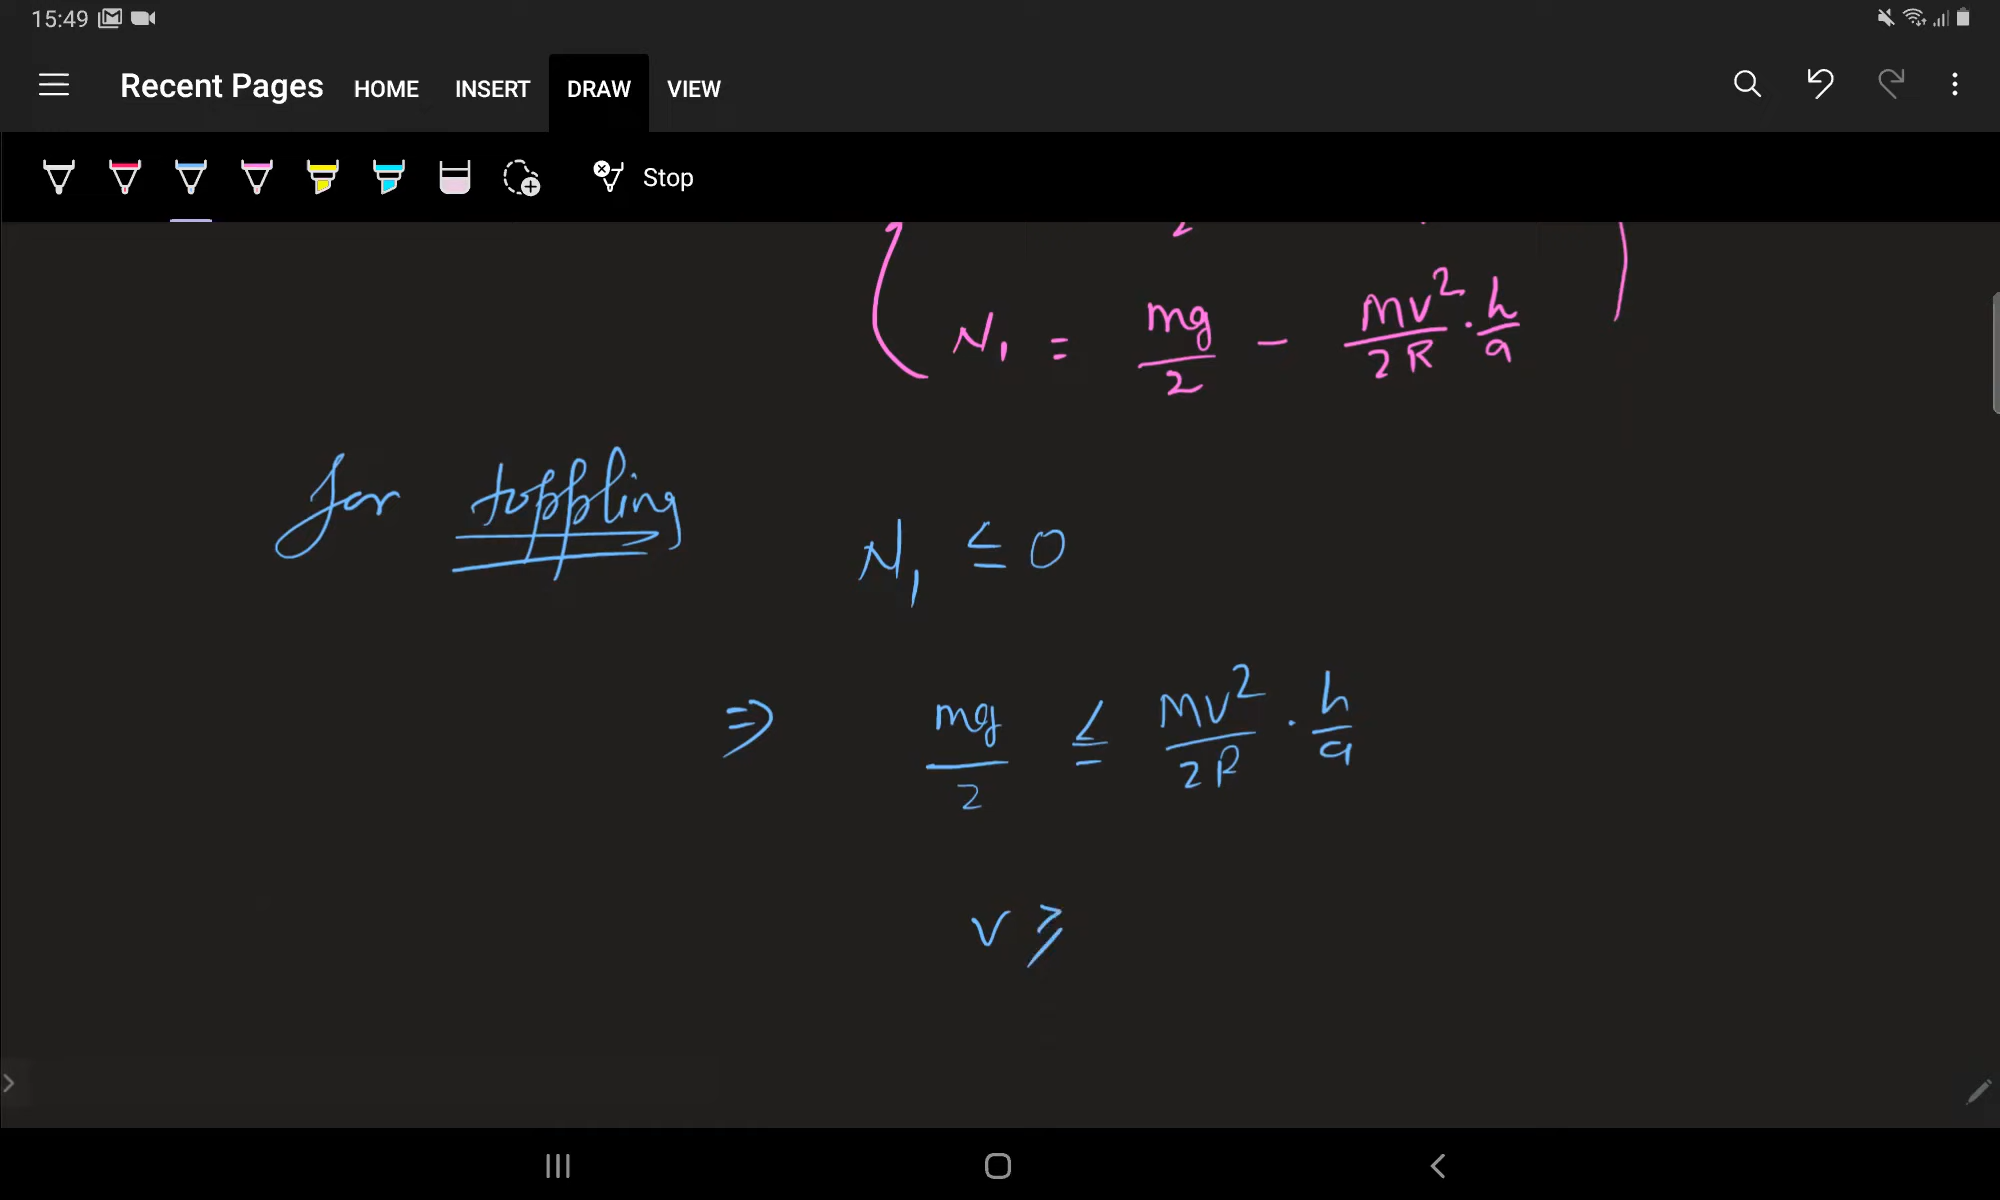 15:49
Recent Pages HOME INSERT DRAW VIEW
Stop
2
N₁ = mg/2 - mv²/2R · h/a
for toppling
N₁ ≤ 0
⇒ mg/2 ≤ mv²/2R · h/a
v ≥